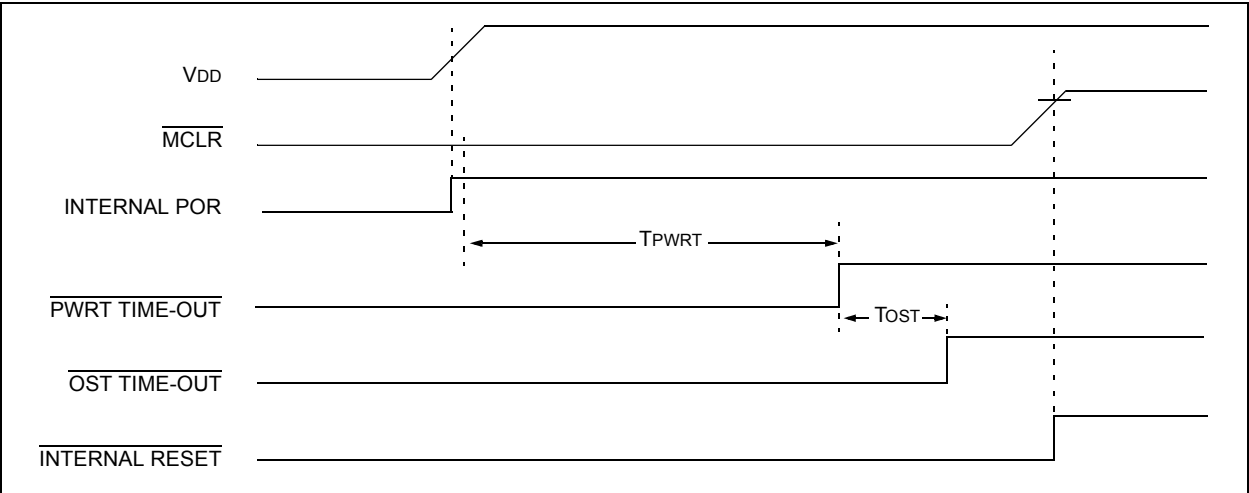 VDD
MCLR
INTERNAL POR
TPWRT
PWRT TIME-OUT
TOST
OST TIME-OUT
INTERNAL RESET